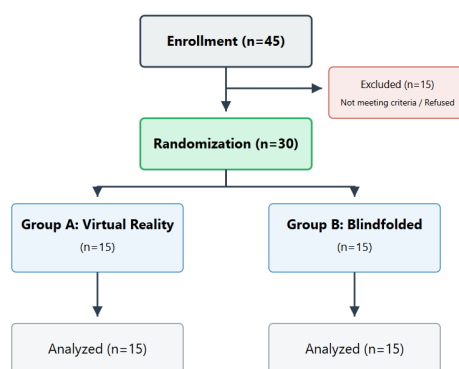 Enrollment (n=45)
Excluded (n=15)
Not meeting criteria / Refused
Randomization (n=30)
Group A: Virtual Reality
(n=15)
Group B: Blindfolded
(n=15)
Analyzed (n=15)
Analyzed (n=15)